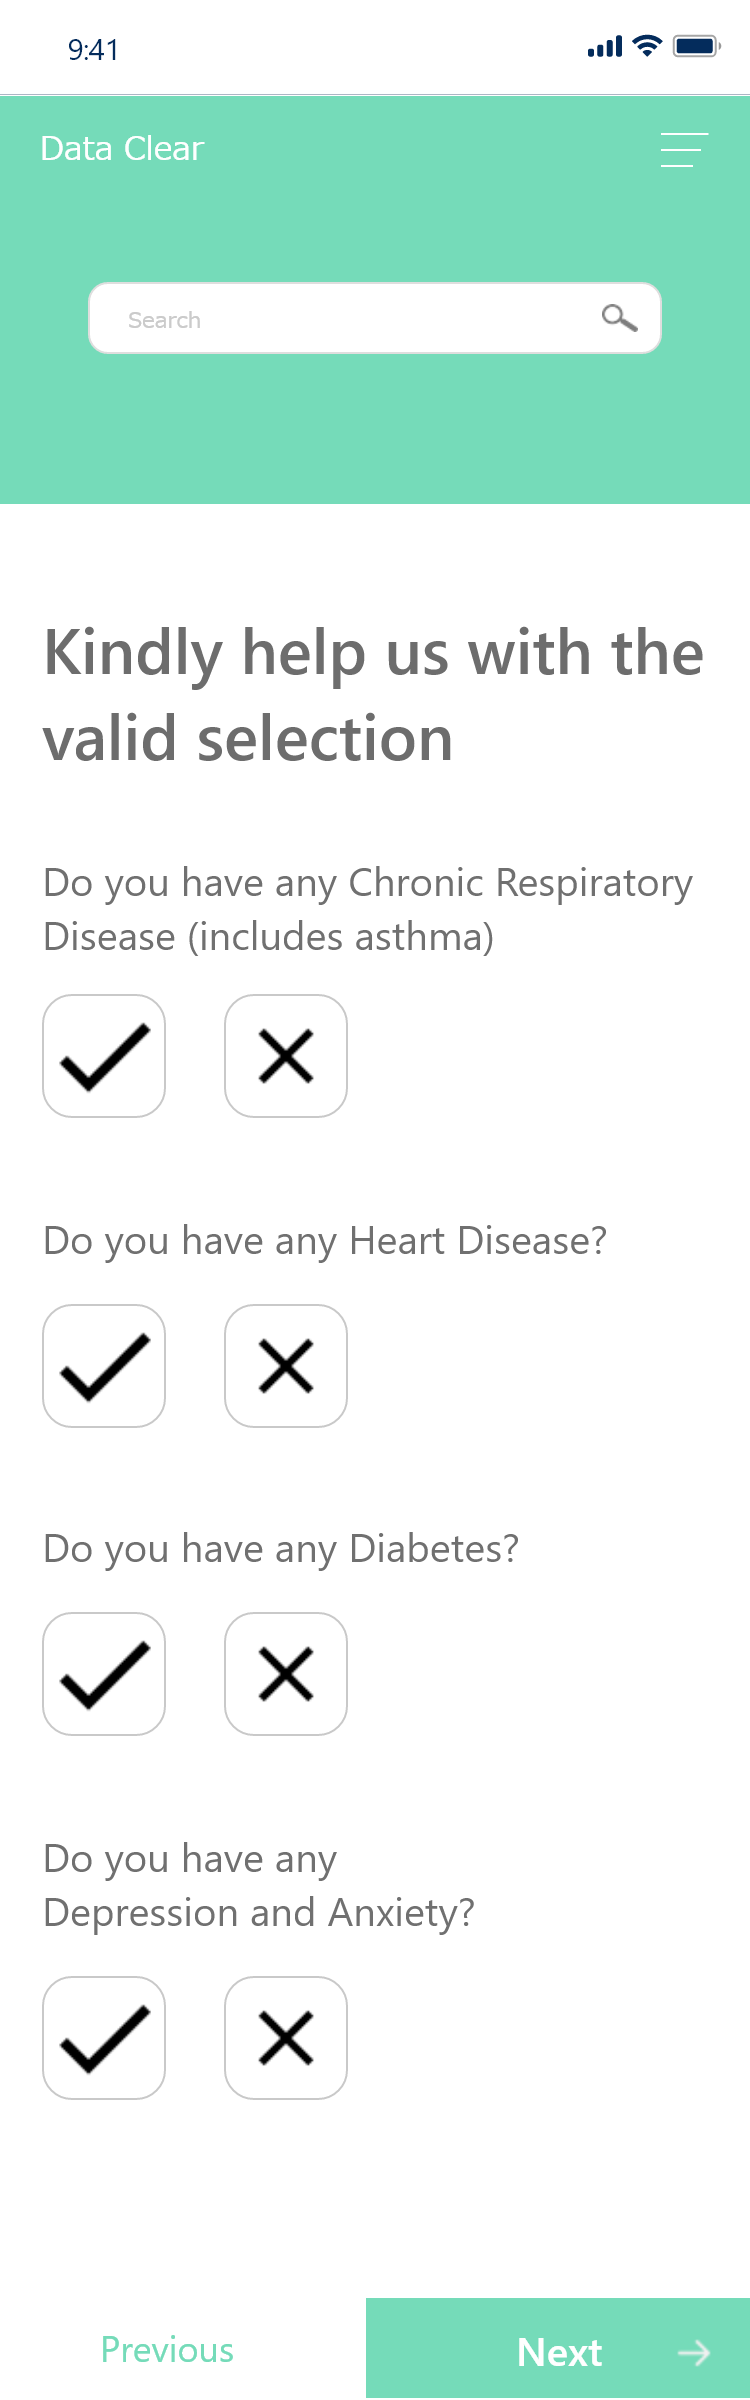 9:41
Data Clear
Search
Kindly help us with the
valid selection
Do you have any Chronic Respiratory
Disease (includes asthma)
Do you have any Heart Disease?
Do you have any Diabetes?
Do you have any
Depression and Anxiety?
Previous
Next